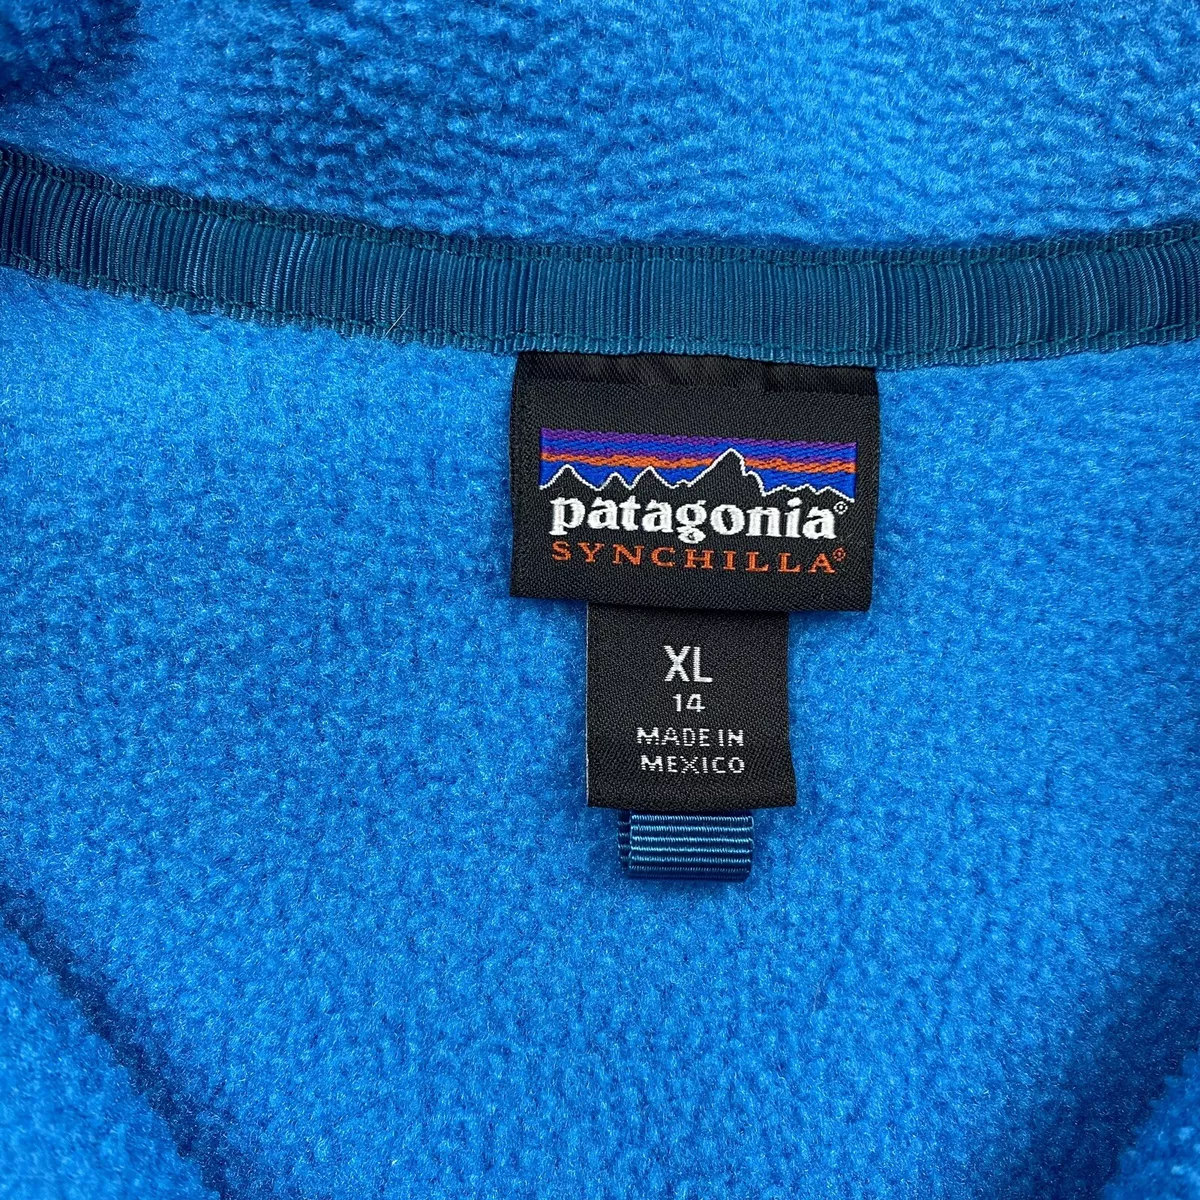 patagonia®
SYNCHILLA®
XL
14
MADE IN
MEXICO